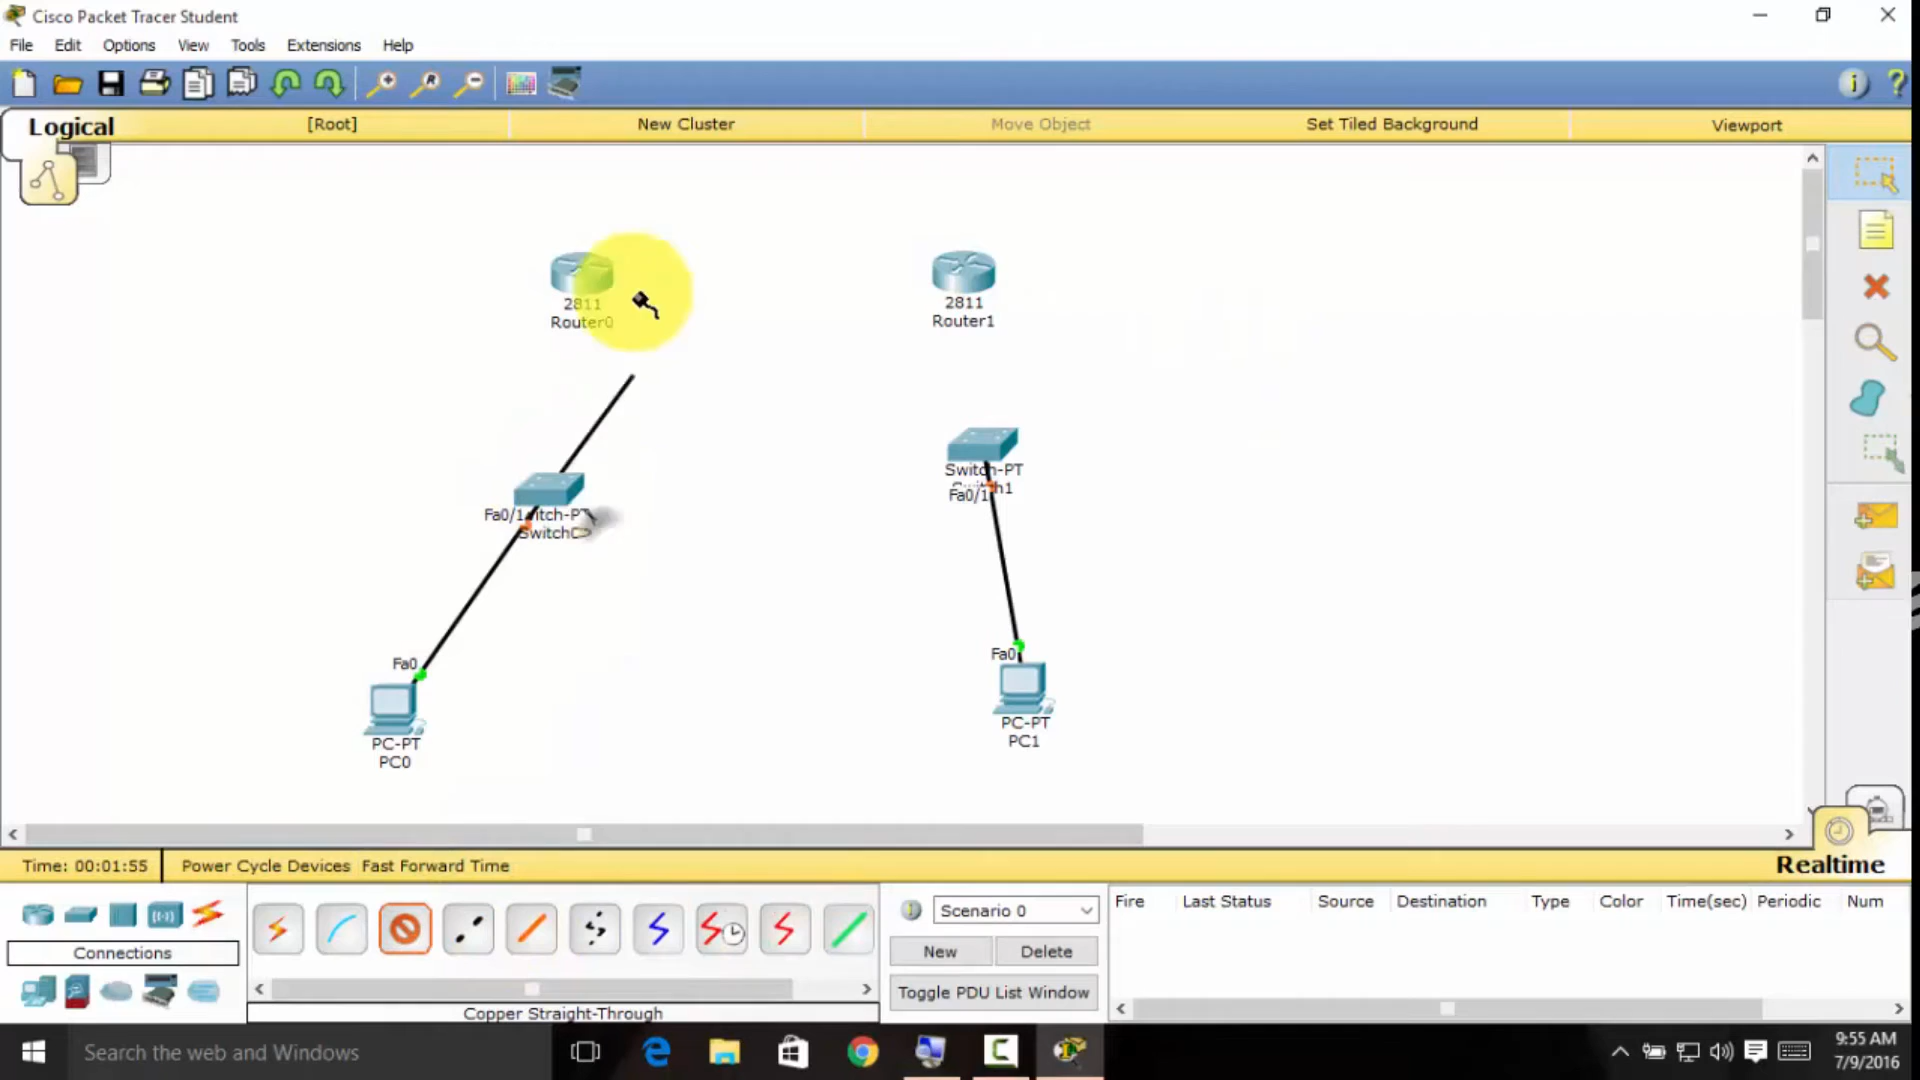 Cisco Packet Tracer Student
File Edit Options View Tools Extensions Help
Logical [Root] New Cluster Move Object Set Tiled Background Viewport
2811
Router0
2811
Router1
Switch-PT
Fa0/1
Fa0/1
Fa0
PC-PT
PC0
Fa0
PC-PT
PC1
Time: 00:01:55 Power Cycle Devices Fast Forward Time Realtime
Connections
Copper Straight-Through
Scenario 0
New Delete
Toggle PDU List Window
Fire Last Status Source Destination Type Color Time(sec) Periodic Num
Search the web and Windows
9:55 AM
7/9/2016